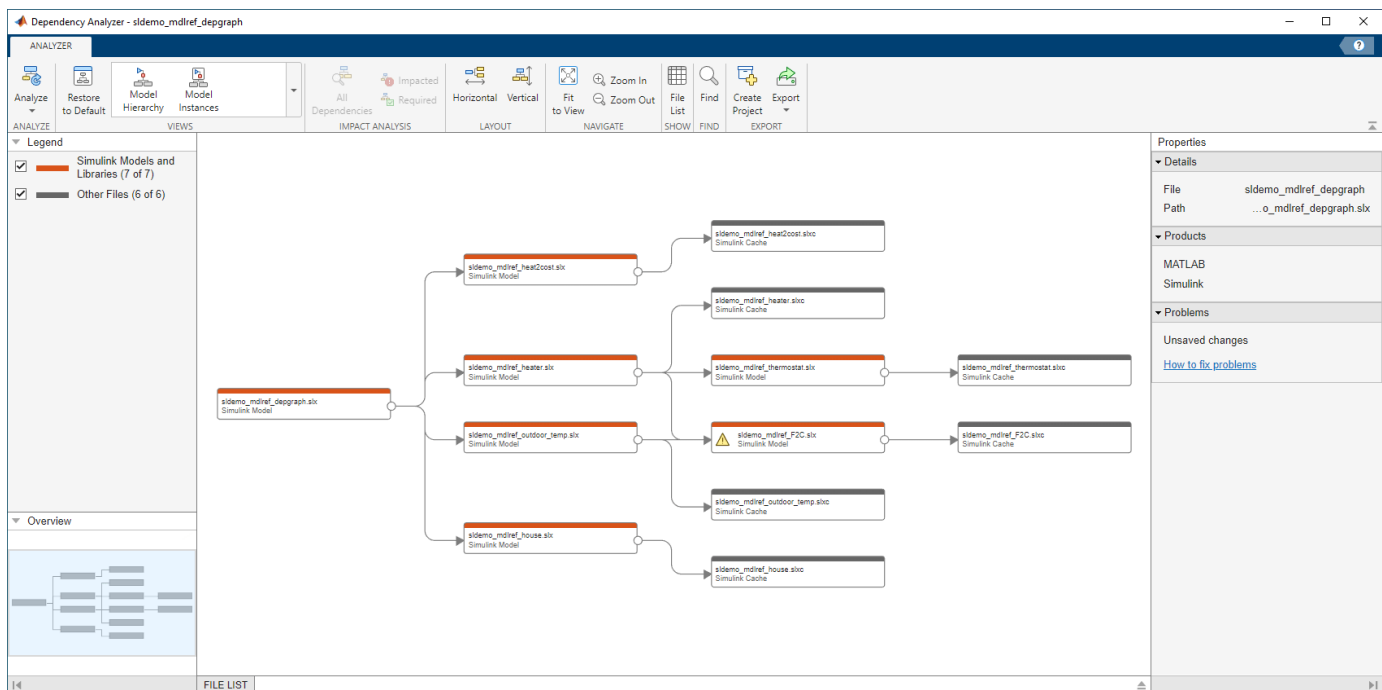 Dependency Analyzer - sldemo_mdlref_depgraph
ANALYZER
?
Analyze
Restore
to Default
Model
Hierarchy
Model
Instances
All
Dependencies
Impacted
Required
Horizontal
Vertical
Fit
to View
Zoom In
Zoom Out
File
List
Find
Create
Project
Export
ANALYZE
VIEWS
IMPACT ANALYSIS
LAYOUT
NAVIGATE
SHOW
FIND
EXPORT
Legend
Simulink Models and
Libraries (7 of 7)
Other Files (6 of 6)
Overview
sldemo_mdlref_depgraph.slx
Simulink Model
sldemo_mdlref_heat2cost.slx
Simulink Model
sldemo_mdlref_heater.slx
Simulink Model
sldemo_mdlref_outdoor_temp.slx
Simulink Model
sldemo_mdlref_house.slx
Simulink Model
sldemo_mdlref_heat2cost.slxc
Simulink Cache
sldemo_mdlref_heater.slxc
Simulink Cache
sldemo_mdlref_thermostat.slx
Simulink Model
sldemo_mdlref_F2C.slx
Simulink Model
sldemo_mdlref_outdoor_temp.slxc
Simulink Cache
sldemo_mdlref_house.slxc
Simulink Cache
sldemo_mdlref_thermostat.slxc
Simulink Cache
sldemo_mdlref_F2C.slxc
Simulink Cache
FILE LIST
Properties
Details
File sldemo_mdlref_depgraph
Path ...o_mdlref_depgraph.slx
Products
MATLAB
Simulink
Problems
Unsaved changes
How to fix problems